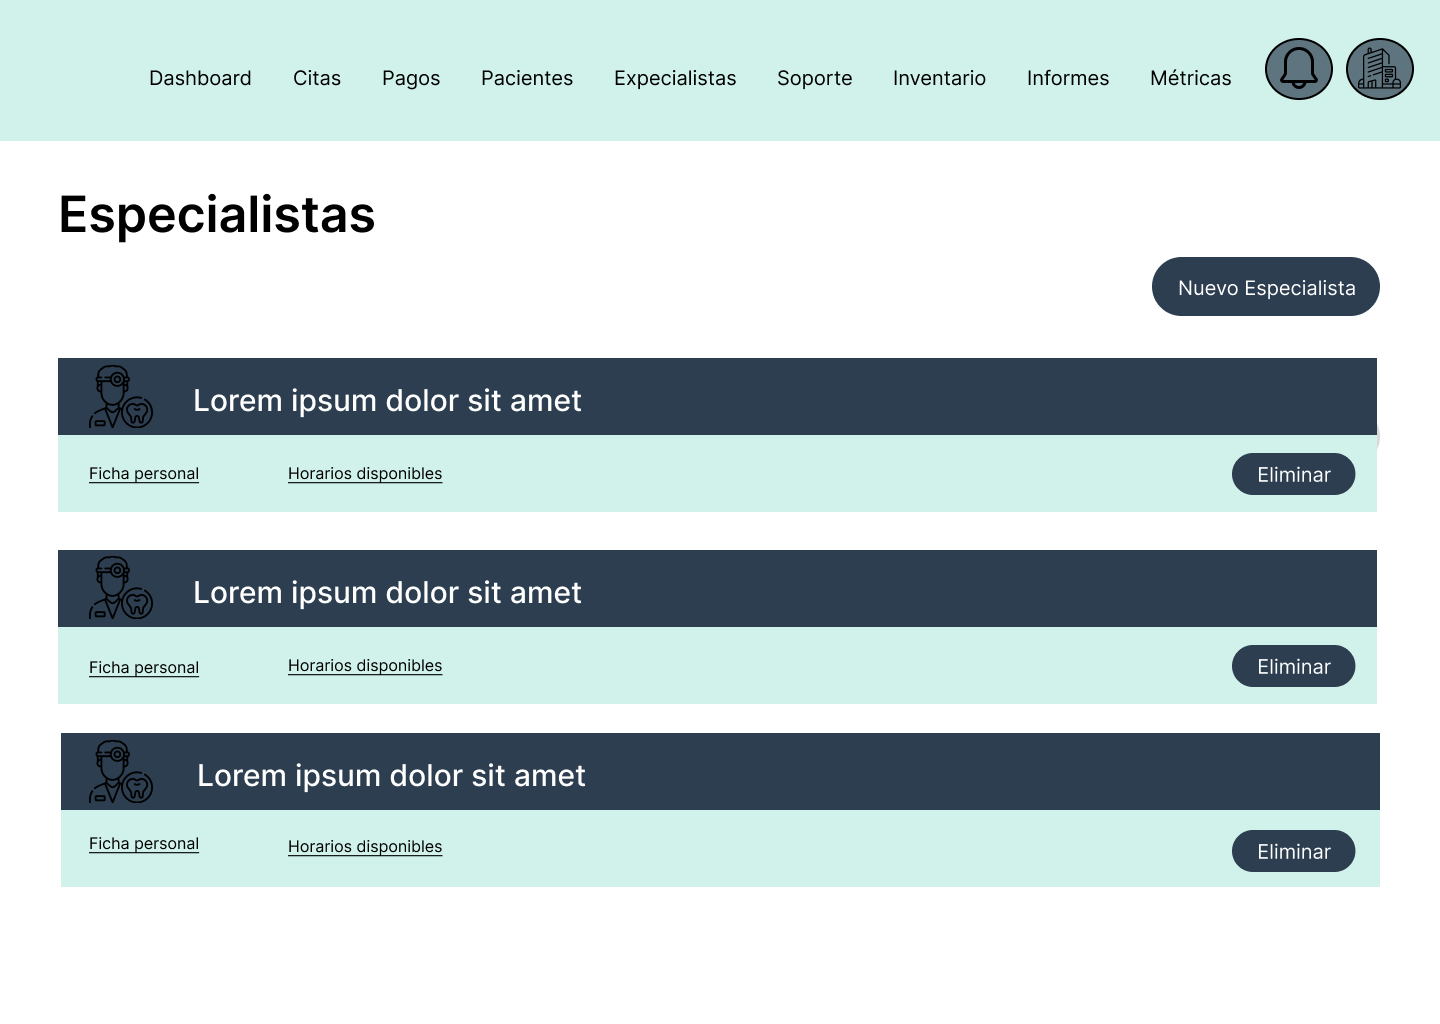 Dashboard Citas Pagos Pacientes Expecialistas Soporte Inventario Informes Métricas
Especialistas
Nuevo Especialista
Lorem ipsum dolor sit amet
Ficha personal Horarios disponibles Eliminar
Lorem ipsum dolor sit amet
Ficha personal Horarios disponibles Eliminar
Lorem ipsum dolor sit amet
Ficha personal Horarios disponibles Eliminar